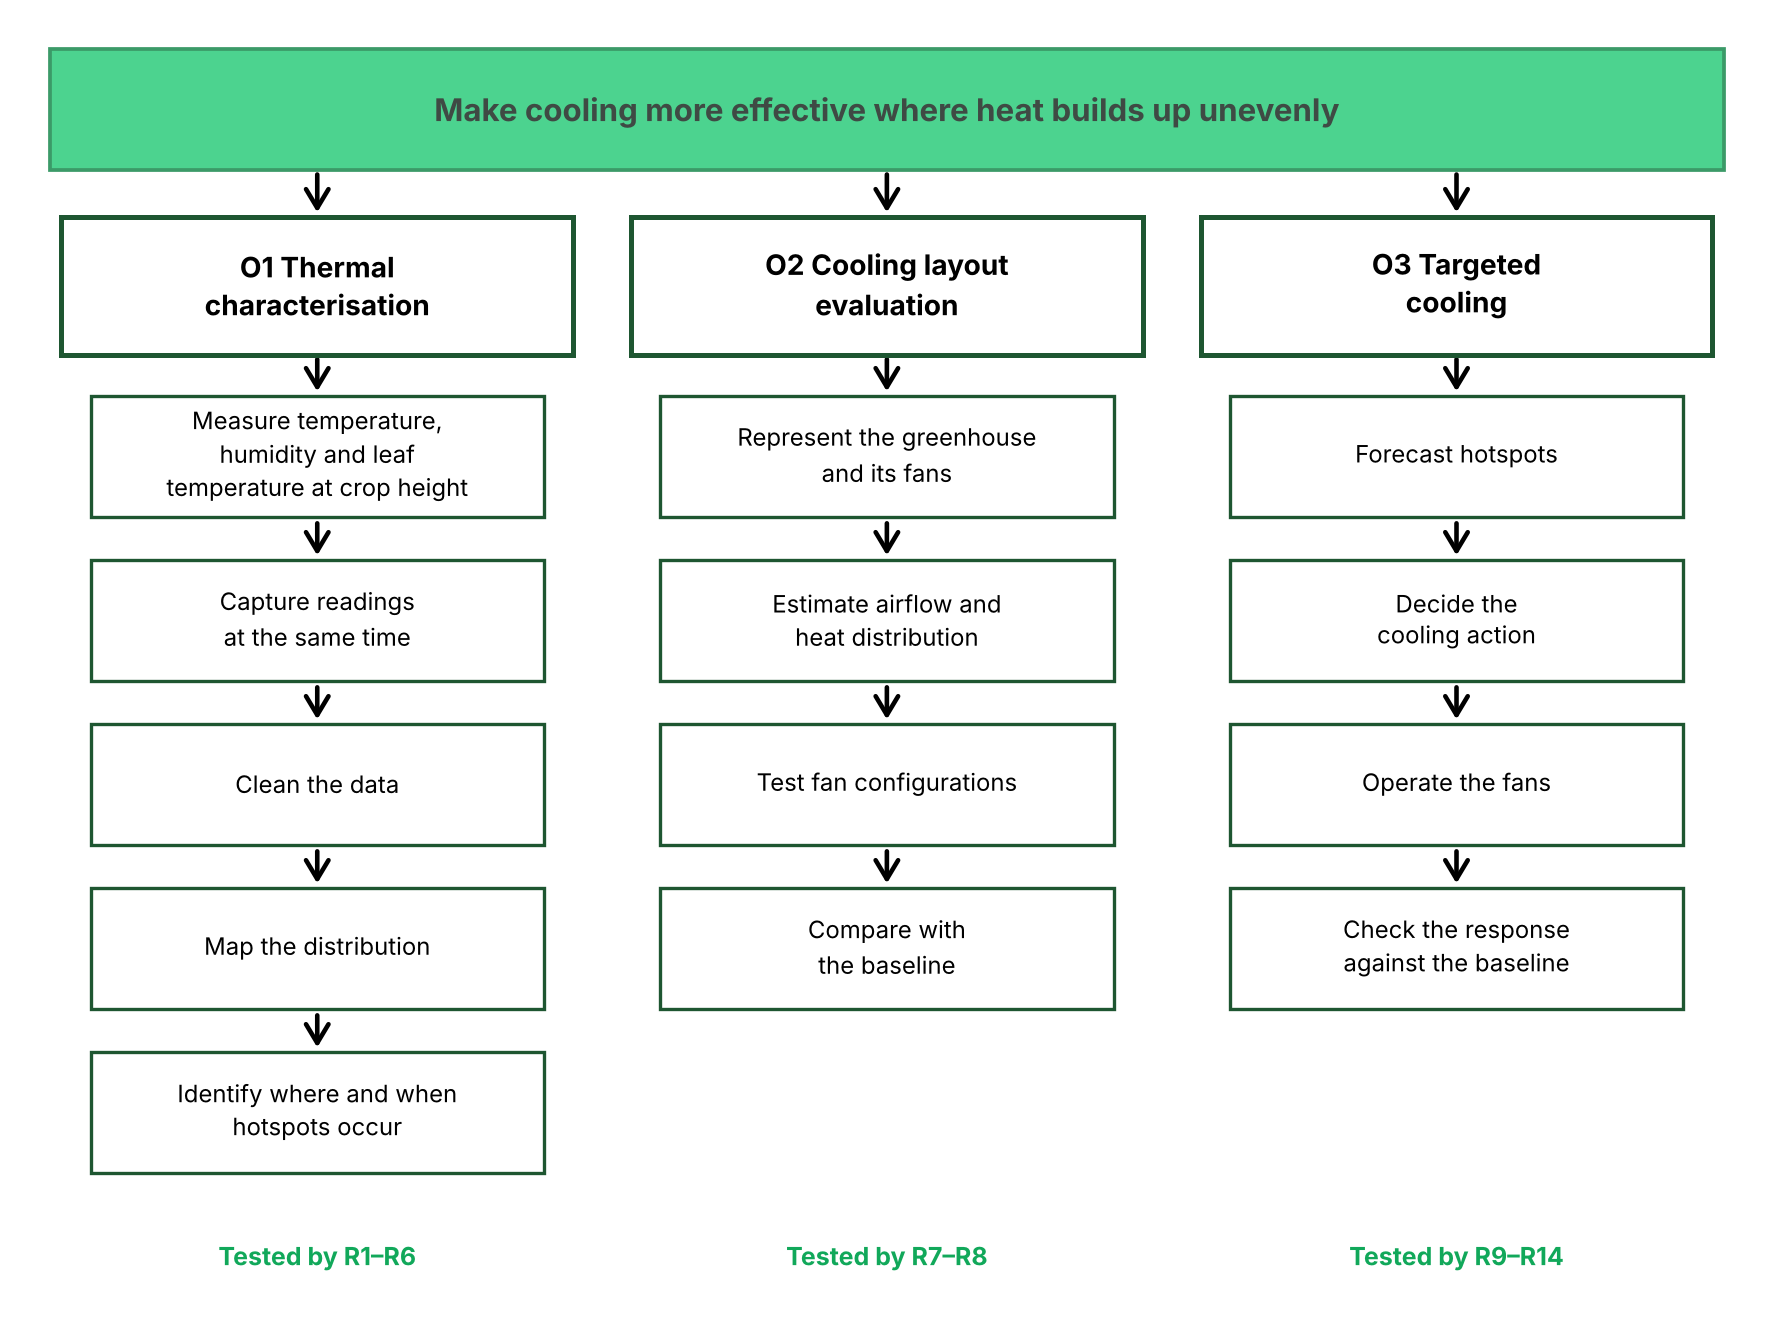 Make cooling more effective where heat builds up unevenly
O1 Thermal
characterisation
Measure temperature,
humidity and leaf
temperature at crop height
Capture readings
at the same time
Clean the data
Map the distribution
Identify where and when
hotspots occur
Tested by R1–R6
O2 Cooling layout
evaluation
Represent the greenhouse
and its fans
Estimate airflow and
heat distribution
Test fan configurations
Compare with
the baseline
Tested by R7–R8
O3 Targeted
cooling
Forecast hotspots
Decide the
cooling action
Operate the fans
Check the response
against the baseline
Tested by R9–R14